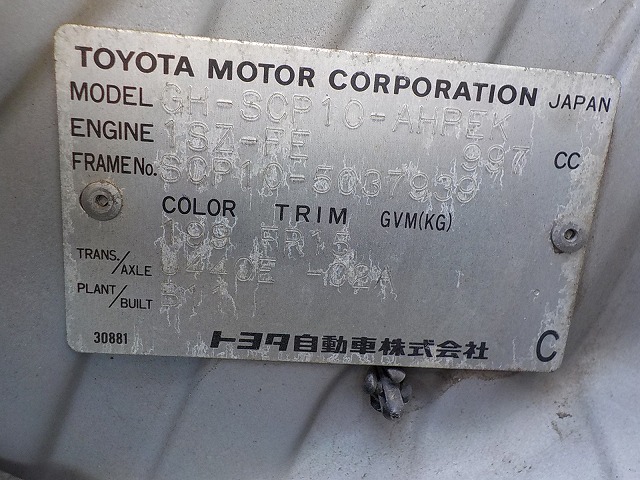 TOYOTA MOTOR CORPORATION JAPAN
MODEL GH-SCP10-AHPEK
ENGINE 1SZ-FE 997 CC
FRAME No. SCP10-5037939
COLOR TRIM GVM(KG)
199 FR15
TRANS./AXLE -02A
PLANT/BUILT
30881 トヨタ自動車株式会社 C